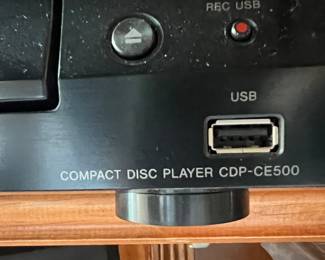 REC USB
USB
COMPACT DISC PLAYER CDP-CE500